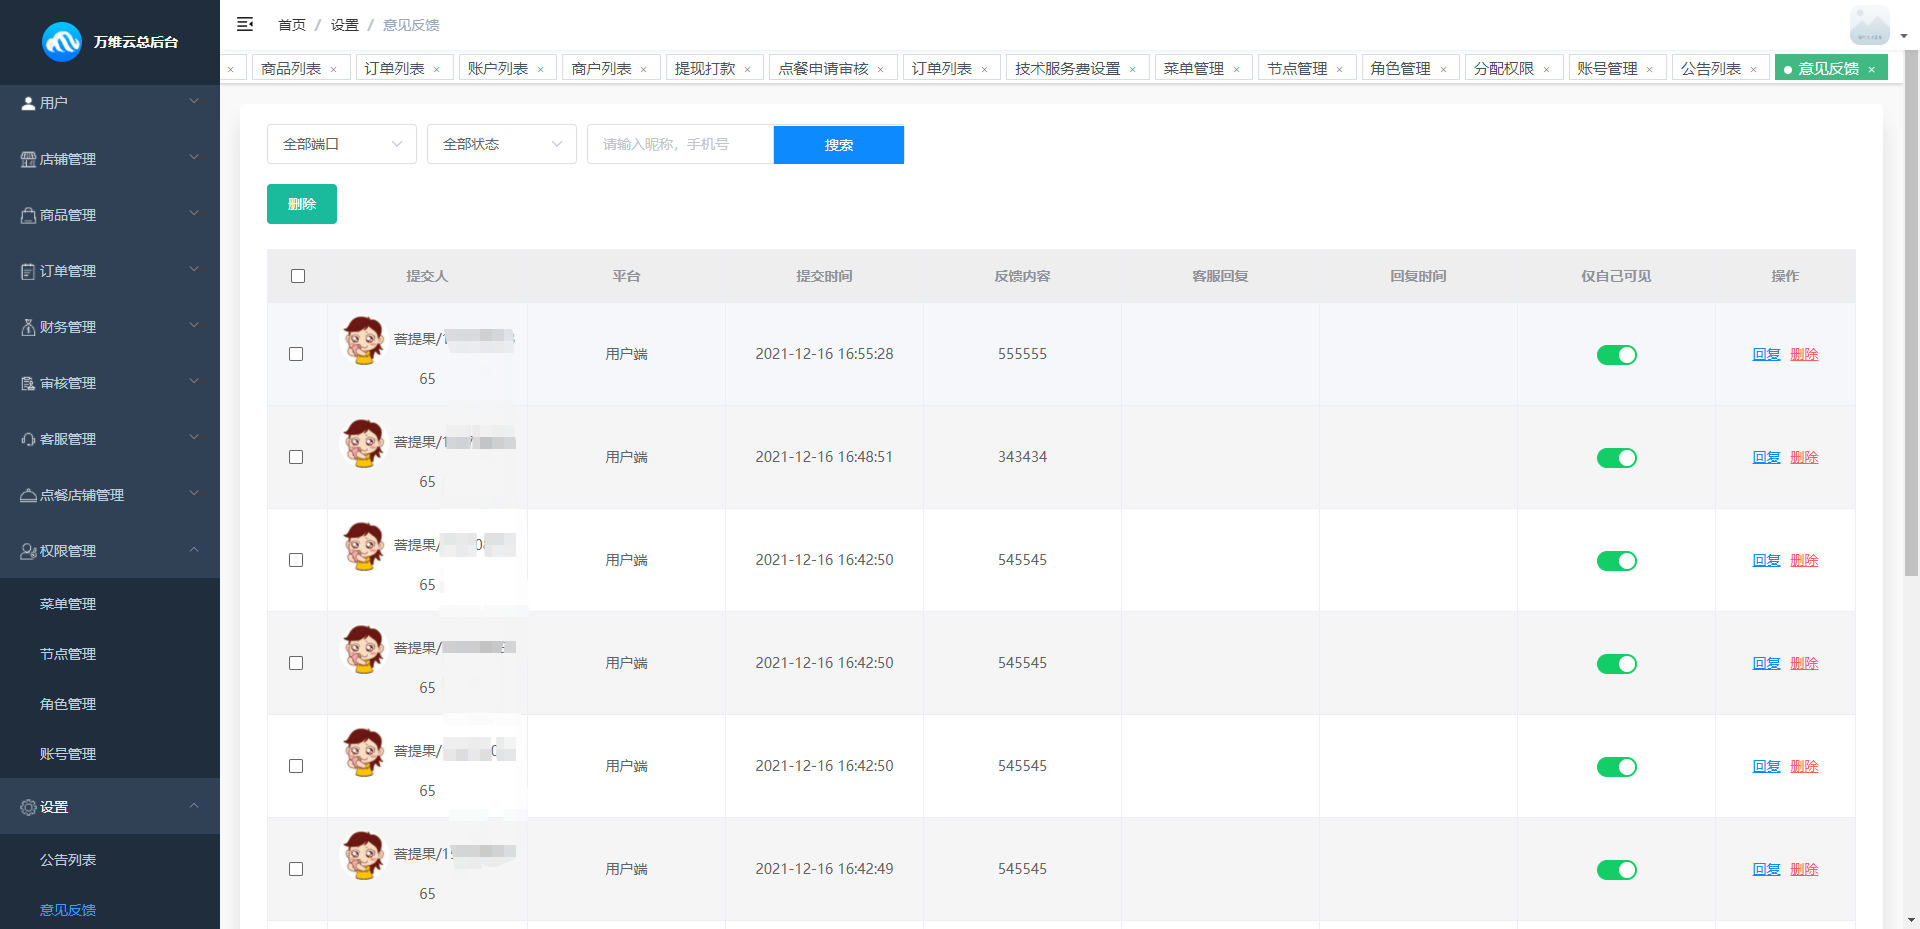 万维云总后台
首页 / 设置 / 意见反馈
× 商品列表 × 订单列表 × 账户列表 × 商户列表 × 提现打款 × 点餐申请审核 × 订单列表 × 技术服务费设置 × 菜单管理 × 节点管理 × 角色管理 × 分配权限 × 账号管理 × 公告列表 × 意见反馈 ×
用户
店铺管理
商品管理
订单管理
财务管理
审核管理
客服管理
点餐店铺管理
权限管理
菜单管理
节点管理
角色管理
账号管理
设置
公告列表
意见反馈
全部端口 全部状态 请输入昵称，手机号 搜索
删除
提交人 平台 提交时间 反馈内容 客服回复 回复时间 仅自己可见 操作
菩提果/1
65
用户端 2021-12-16 16:55:28 555555 回复 删除
菩提果/1
65
用户端 2021-12-16 16:48:51 343434 回复 删除
菩提果/
65
用户端 2021-12-16 16:42:50 545545 回复 删除
菩提果/
65
用户端 2021-12-16 16:42:50 545545 回复 删除
菩提果/
65
用户端 2021-12-16 16:42:50 545545 回复 删除
菩提果/1
65
用户端 2021-12-16 16:42:49 545545 回复 删除